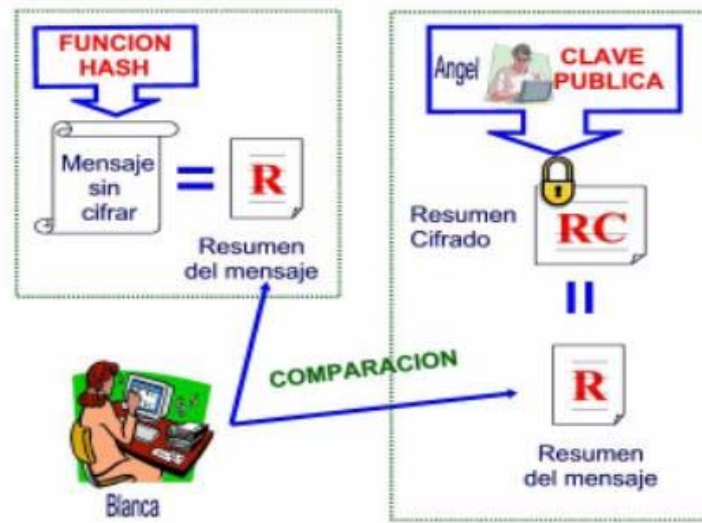 FUNCION
HASH
Mensaje
sin
cifrar
R
Resumen
del mensaje
Angel
CLAVE
PUBLICA
Resumen
Cifrado
RC
R
Resumen
del mensaje
COMPARACION
Blanca